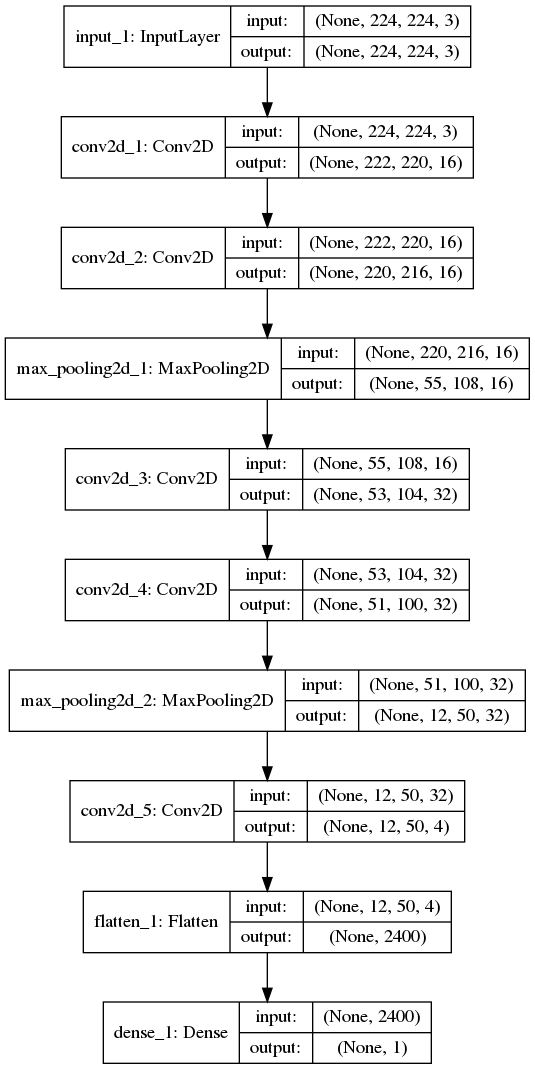 input_1: InputLayer
input: (None, 224, 224, 3)
output: (None, 224, 224, 3)
conv2d_1: Conv2D
input: (None, 224, 224, 3)
output: (None, 222, 220, 16)
conv2d_2: Conv2D
input: (None, 222, 220, 16)
output: (None, 220, 216, 16)
max_pooling2d_1: MaxPooling2D
input: (None, 220, 216, 16)
output: (None, 55, 108, 16)
conv2d_3: Conv2D
input: (None, 55, 108, 16)
output: (None, 53, 104, 32)
conv2d_4: Conv2D
input: (None, 53, 104, 32)
output: (None, 51, 100, 32)
max_pooling2d_2: MaxPooling2D
input: (None, 51, 100, 32)
output: (None, 12, 50, 32)
conv2d_5: Conv2D
input: (None, 12, 50, 32)
output: (None, 12, 50, 4)
flatten_1: Flatten
input: (None, 12, 50, 4)
output: (None, 2400)
dense_1: Dense
input: (None, 2400)
output: (None, 1)